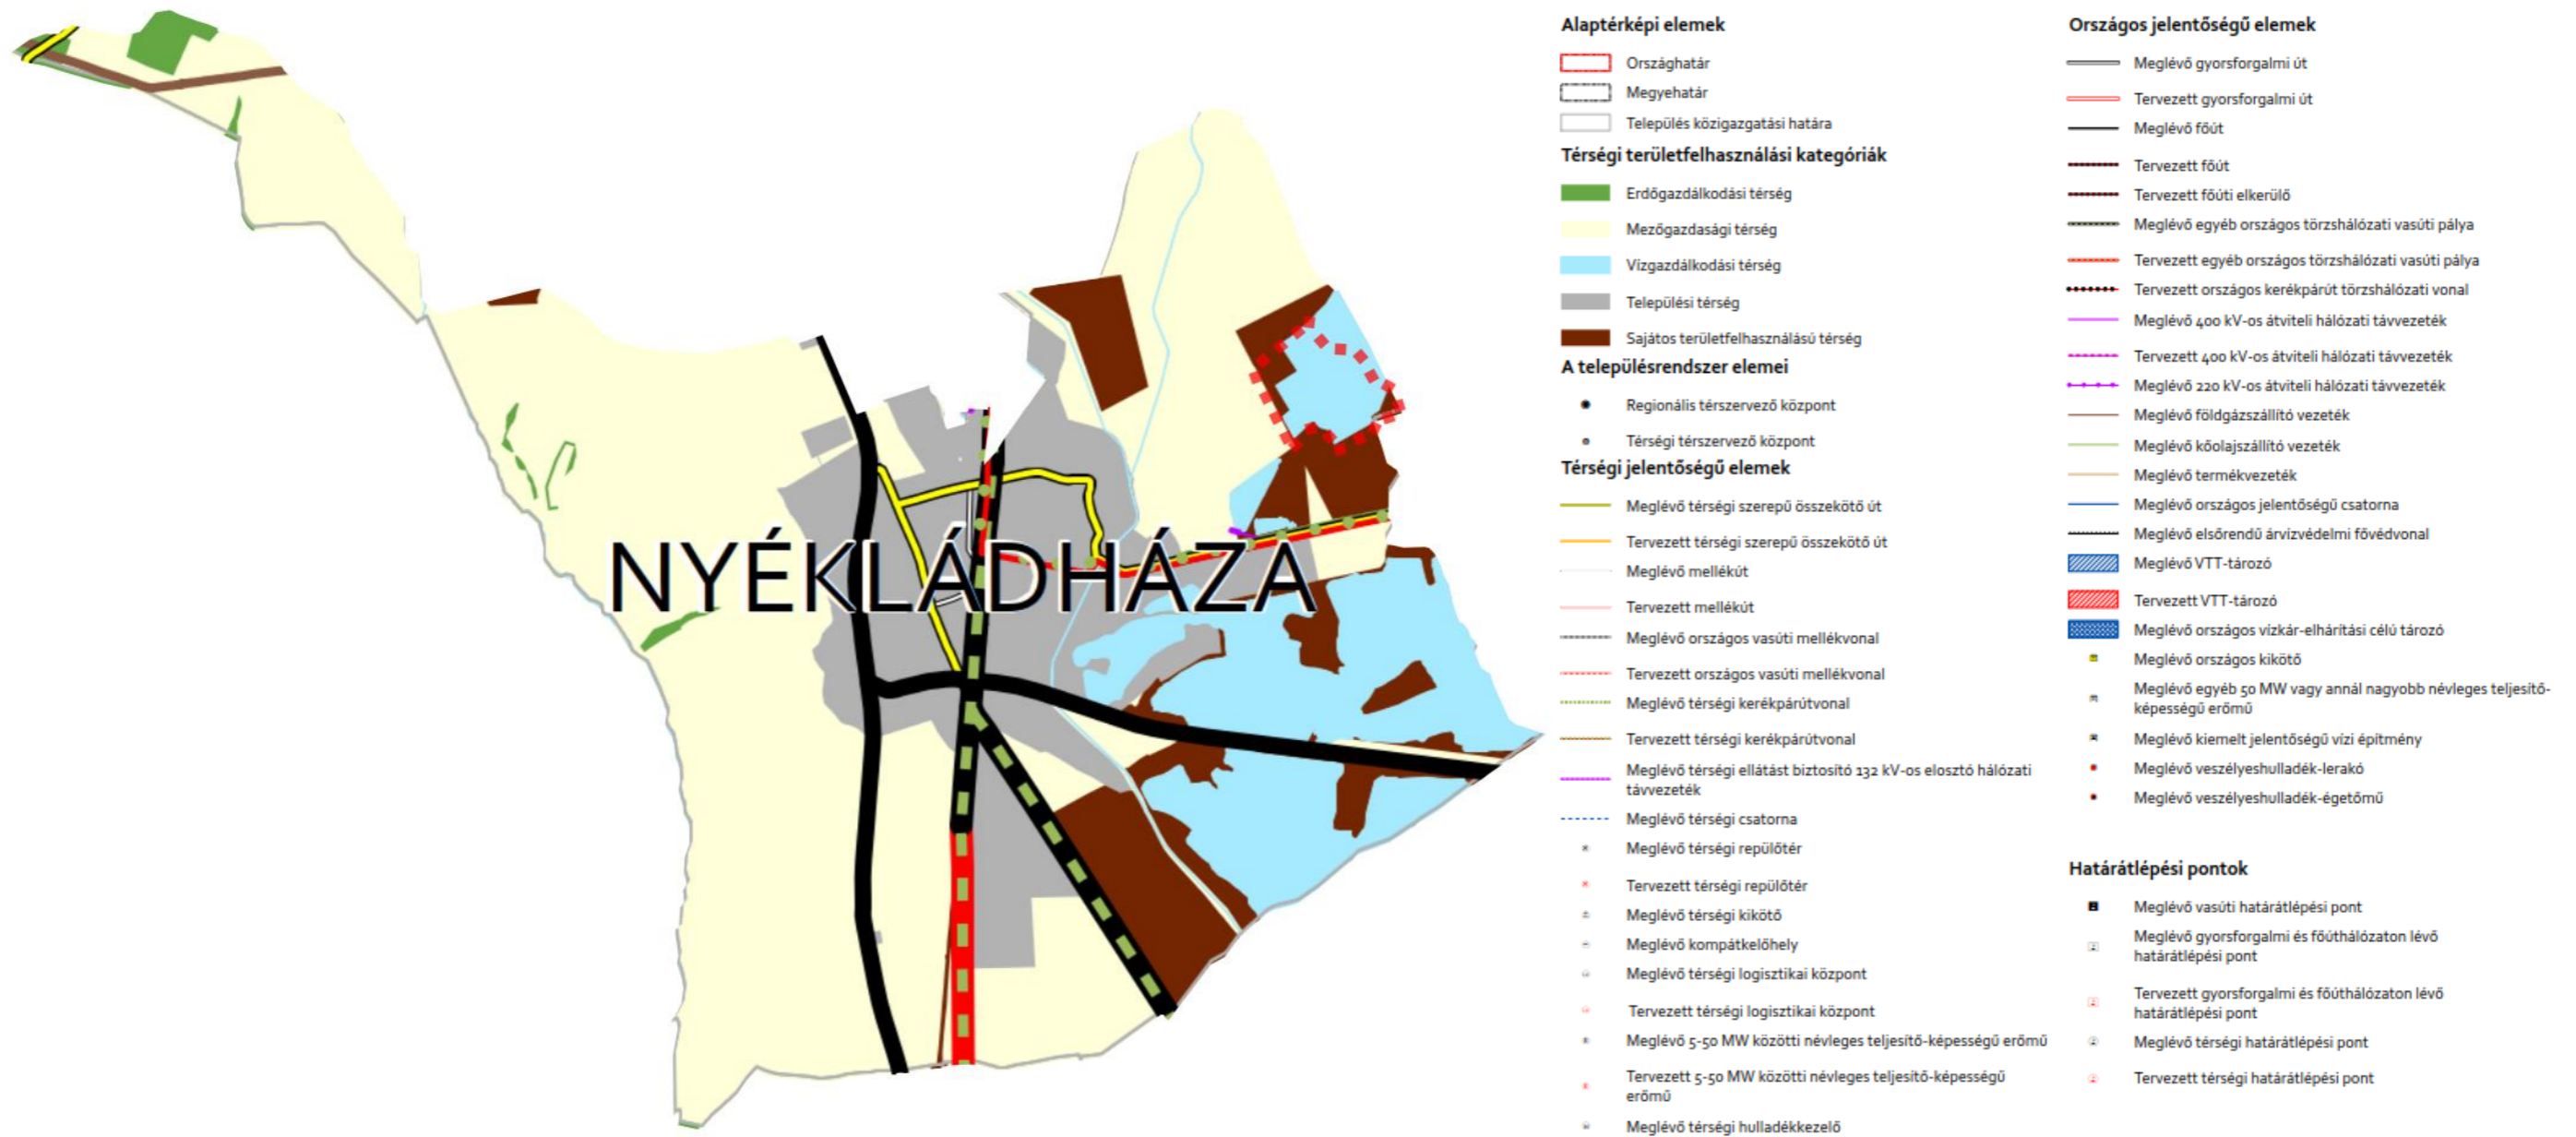 NYÉKLÁDHÁZA
Alaptérképi elemek
Országhatár
Megyehatár
Település közigazgatási határa
Térségi területfelhasználási kategóriák
Erdőgazdálkodási térség
Mezőgazdasági térség
Vízgazdálkodási térség
Települési térség
Sajátos területfelhasználású térség
A településrendszer elemei
Regionális térszervező központ
Térségi térszervező központ
Térségi jelentőségű elemek
Meglévő térségi szerepű összekötő út
Tervezett térségi szerepű összekötő út
Meglévő mellékút
Tervezett mellékút
Meglévő országos vasúti mellékvonal
Tervezett országos vasúti mellékvonal
Meglévő térségi kerékpárútvonal
Tervezett térségi kerékpárútvonal
Meglévő térségi ellátást biztosító 132 kV-os elosztó hálózati
távvezeték
Meglévő térségi csatorna
Meglévő térségi repülőtér
Tervezett térségi repülőtér
Meglévő térségi kikötő
Meglévő kompátkelőhely
Meglévő térségi logisztikai központ
Tervezett térségi logisztikai központ
Meglévő 5-50 MW közötti névleges teljesítő-képességű erőmű
Tervezett 5-50 MW közötti névleges teljesítő-képességű
erőmű
Meglévő térségi hulladékkezelő
Országos jelentőségű elemek
Meglévő gyorsforgalmi út
Tervezett gyorsforgalmi út
Meglévő főút
Tervezett főút
Tervezett főúti elkerülő
Meglévő egyéb országos törzshálózati vasúti pálya
Tervezett egyéb országos törzshálózati vasúti pálya
Tervezett országos kerékpárút törzshálózati vonal
Meglévő 400 kV-os átviteli hálózati távvezeték
Tervezett 400 kV-os átviteli hálózati távvezeték
Meglévő 220 kV-os átviteli hálózati távvezeték
Meglévő földgázszállító vezeték
Meglévő kőolajszállító vezeték
Meglévő termékvezeték
Meglévő országos jelentőségű csatorna
Meglévő elsőrendű árvízvédelmi fővédvonal
Meglévő VTT-tározó
Tervezett VTT-tározó
Meglévő országos vízkár-elhárítási célú tározó
Meglévő országos kikötő
Meglévő egyéb 50 MW vagy annál nagyobb névleges teljesítő-
képességű erőmű
Meglévő kiemelt jelentőségű vízi építmény
Meglévő veszélyeshulladék-lerakó
Meglévő veszélyeshulladék-égetőmű
Határátlépési pontok
Meglévő vasúti határátlépési pont
Meglévő gyorsforgalmi és főúthálózaton lévő
határátlépési pont
Tervezett gyorsforgalmi és főúthálózaton lévő
határátlépési pont
Meglévő térségi határátlépési pont
Tervezett térségi határátlépési pont